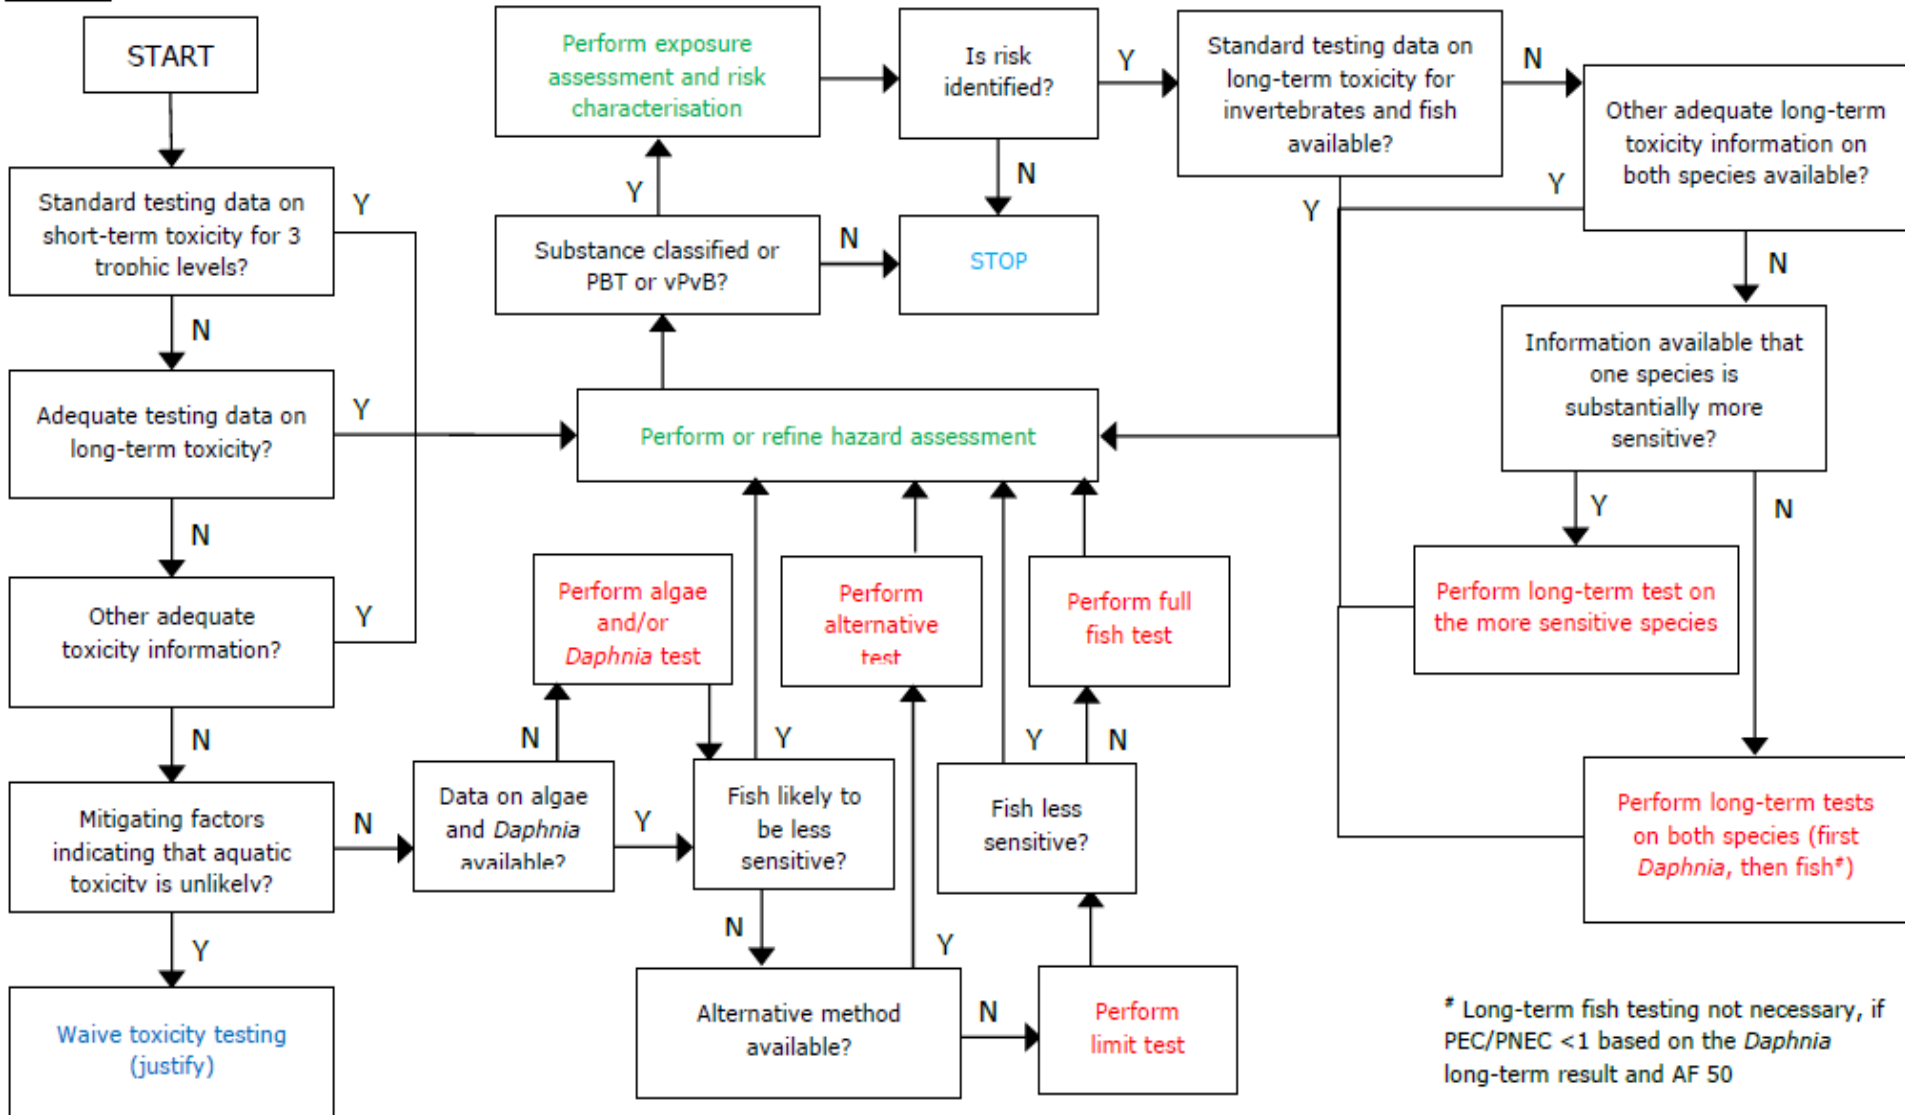 START
Standard testing data on
short-term toxicity for 3
trophic levels?
Y
N
Adequate testing data on
long-term toxicity?
Y
N
Other adequate
toxicity information?
Y
N
Mitigating factors
indicating that aquatic
toxicity is unlikely?
N
Y
Waive toxicity testing
(justify)
Data on algae
and Daphnia
available?
N
Y
Perform algae
and/or
Daphnia test
Fish likely to
be less
sensitive?
Y
N
Alternative method
available?
Y
N
Perform
alternative
test
Perform
limit test
Fish less
sensitive?
Y
N
Perform full
fish test
Perform or refine hazard assessment
Substance classified or
PBT or vPvB?
Y
N
STOP
Perform exposure
assessment and risk
characterisation
Is risk
identified?
Y
N
Standard testing data on
long-term toxicity for
invertebrates and fish
available?
N
Y
Other adequate long-term
toxicity information on
both species available?
Y
N
Information available that
one species is
substantially more
sensitive?
Y
N
Perform long-term test on
the more sensitive species
Perform long-term tests
on both species (first
Daphnia, then fish#)
# Long-term fish testing not necessary, if
PEC/PNEC <1 based on the Daphnia
long-term result and AF 50